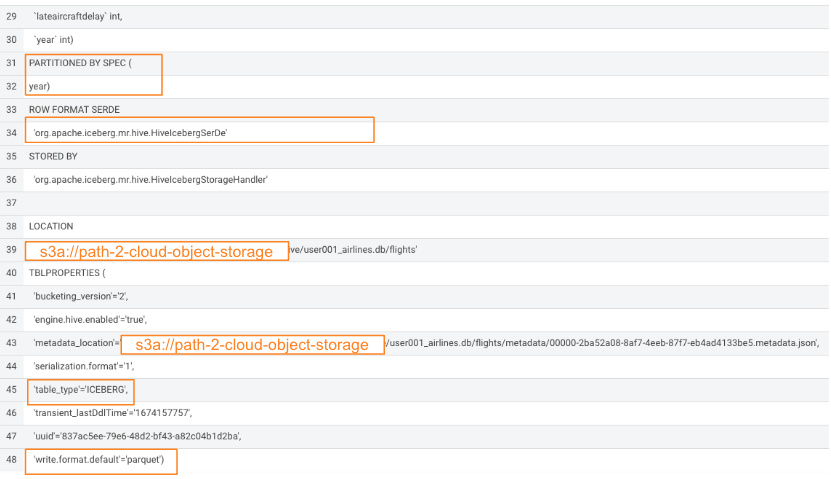 29 `lateaircraftdelay` int,
30 `year` int)
31 PARTITIONED BY SPEC (
32 year)
33 ROW FORMAT SERDE
34 'org.apache.iceberg.mr.hive.HiveIcebergSerDe'
35 STORED BY
36 'org.apache.iceberg.mr.hive.HiveIcebergStorageHandler'
37
38 LOCATION
39 s3a://path-2-cloud-object-storage ve/user001_airlines.db/flights'
40 TBLPROPERTIES (
41 'bucketing_version'='2',
42 'engine.hive.enabled'='true',
43 'metadata_location'=' s3a://path-2-cloud-object-storage /user001_airlines.db/flights/metadata/00000-2ba52a08-8af7-4eeb-87f7-eb4ad4133be5.metadata.json',
44 'serialization.format'='1',
45 'table_type'='ICEBERG',
46 'transient_lastDdlTime'='1674157757',
47 'uuid'='837ac5ee-79e6-48d2-bf43-a82c04b1d2ba',
48 'write.format.default'='parquet')